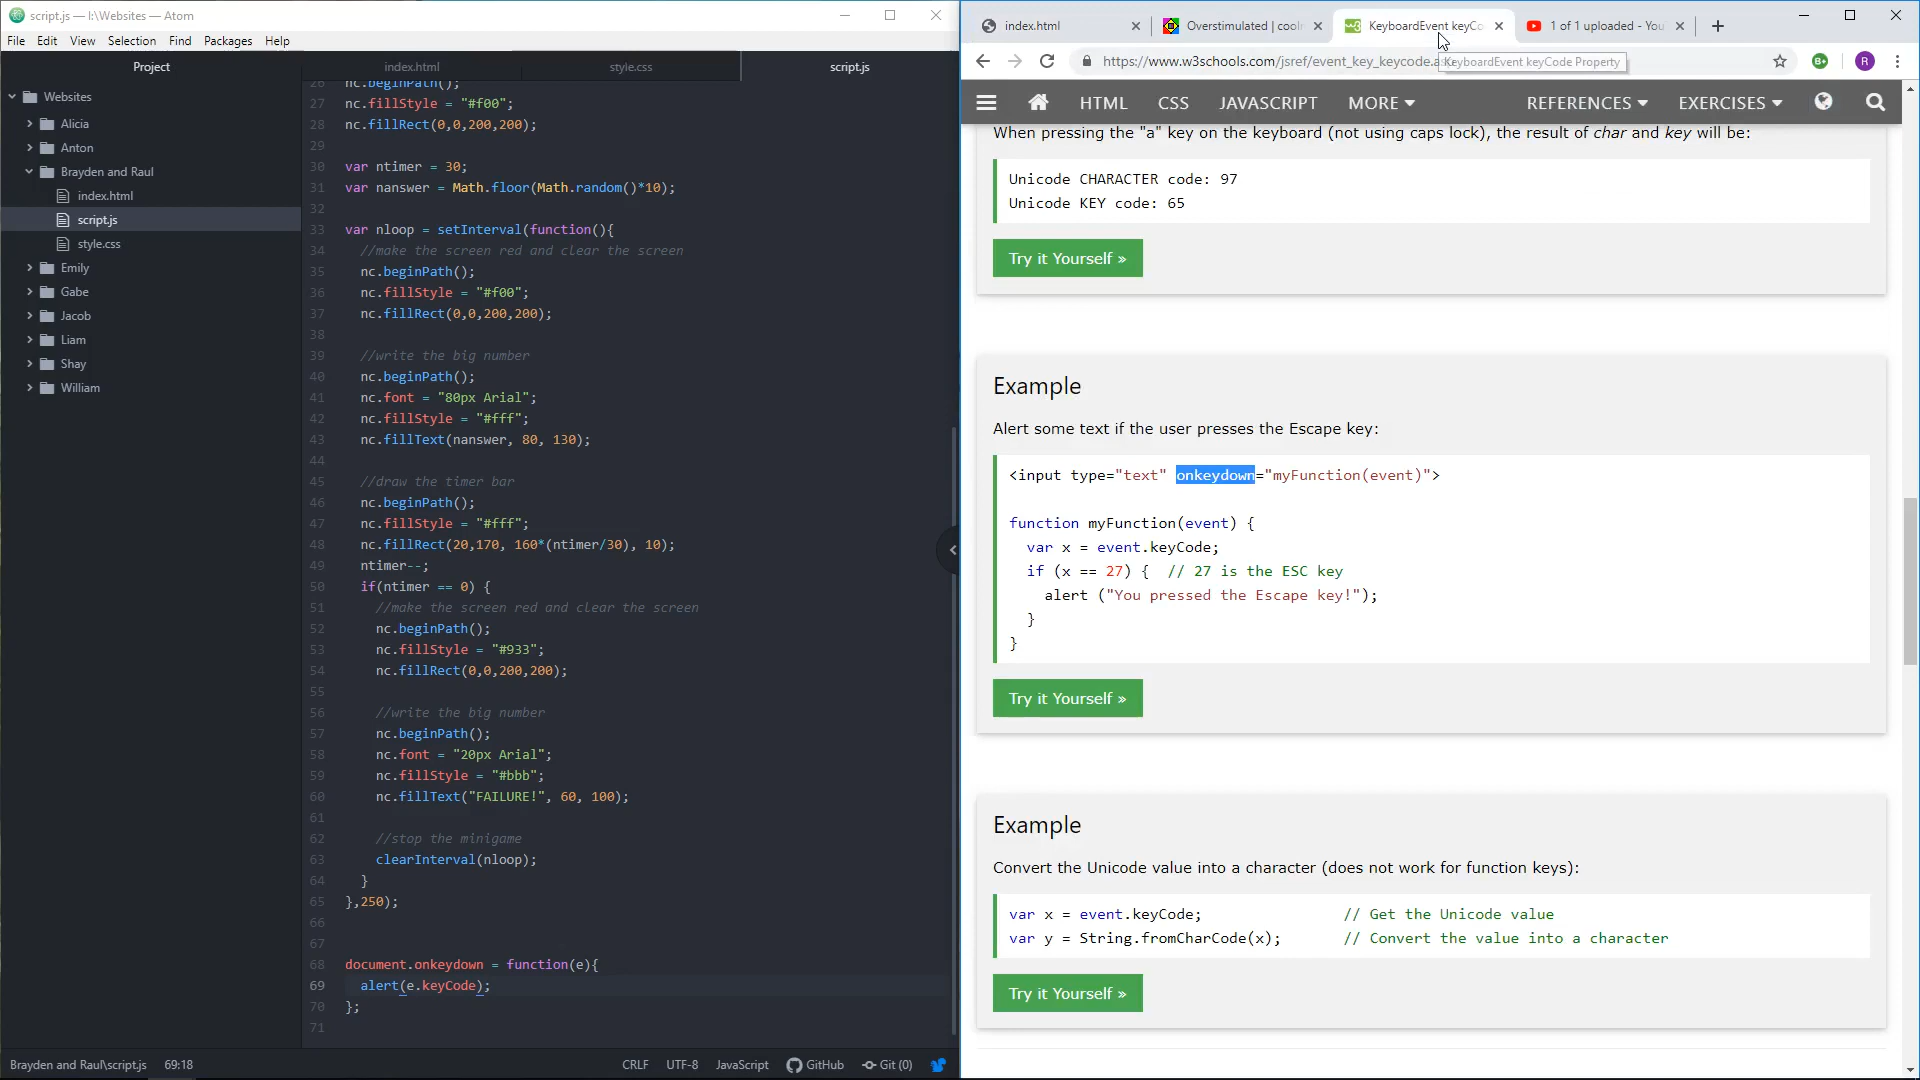 script.js — I:\Websites — Atom
File Edit View Selection Find Packages Help
Project
index.html
style.css
script.js
Websites
Alicia
Anton
Brayden and Raul
index.html
script.js
style.css
Emily
Gabe
Jacob
Liam
Shay
William
26 nc.beginPath();
27 nc.fillStyle = "#f00";
28 nc.fillRect(0,0,200,200);
29
30 var ntimer = 30;
31 var nanswer = Math.floor(Math.random()*10);
32
33 var nloop = setInterval(function(){
34 //make the screen red and clear the screen
35 nc.beginPath();
36 nc.fillStyle = "#f00";
37 nc.fillRect(0,0,200,200);
38
39 //write the big number
40 nc.beginPath();
41 nc.font = "80px Arial";
42 nc.fillStyle = "#fff";
43 nc.fillText(nanswer, 80, 130);
44
45 //draw the timer bar
46 nc.beginPath();
47 nc.fillStyle = "#fff";
48 nc.fillRect(20,170, 160*(ntimer/30), 10);
49 ntimer--;
50 if(ntimer == 0) {
51 //make the screen red and clear the screen
52 nc.beginPath();
53 nc.fillStyle = "#933";
54 nc.fillRect(0,0,200,200);
55
56 //write the big number
57 nc.beginPath();
58 nc.font = "20px Arial";
59 nc.fillStyle = "#bbb";
60 nc.fillText("FAILURE!", 60, 100);
61
62 //stop the minigame
63 clearInterval(nloop);
64 }
65 },250);
66
67
68 document.onkeydown = function(e){
69 alert(e.keyCode);
70 };
71
Brayden and Raul\script.js 69:18
CRLF UTF-8 JavaScript GitHub Git (0)
index.html
Overstimulated | cooln
KeyboardEvent keyCo
1 of 1 uploaded - You
https://www.w3schools.com/jsref/event_key_keycode.a
KeyboardEvent keyCode Property
B+
R
HTML CSS JAVASCRIPT MORE REFERENCES EXERCISES
When pressing the "a" key on the keyboard (not using caps lock), the result of char and key will be:
Unicode CHARACTER code: 97
Unicode KEY code: 65
Try it Yourself »
Example
Alert some text if the user presses the Escape key:
<input type="text" onkeydown="myFunction(event)">
function myFunction(event) {
var x = event.keyCode;
if (x == 27) { // 27 is the ESC key
alert ("You pressed the Escape key!");
}
}
Try it Yourself »
Example
Convert the Unicode value into a character (does not work for function keys):
var x = event.keyCode; // Get the Unicode value
var y = String.fromCharCode(x); // Convert the value into a character
Try it Yourself »